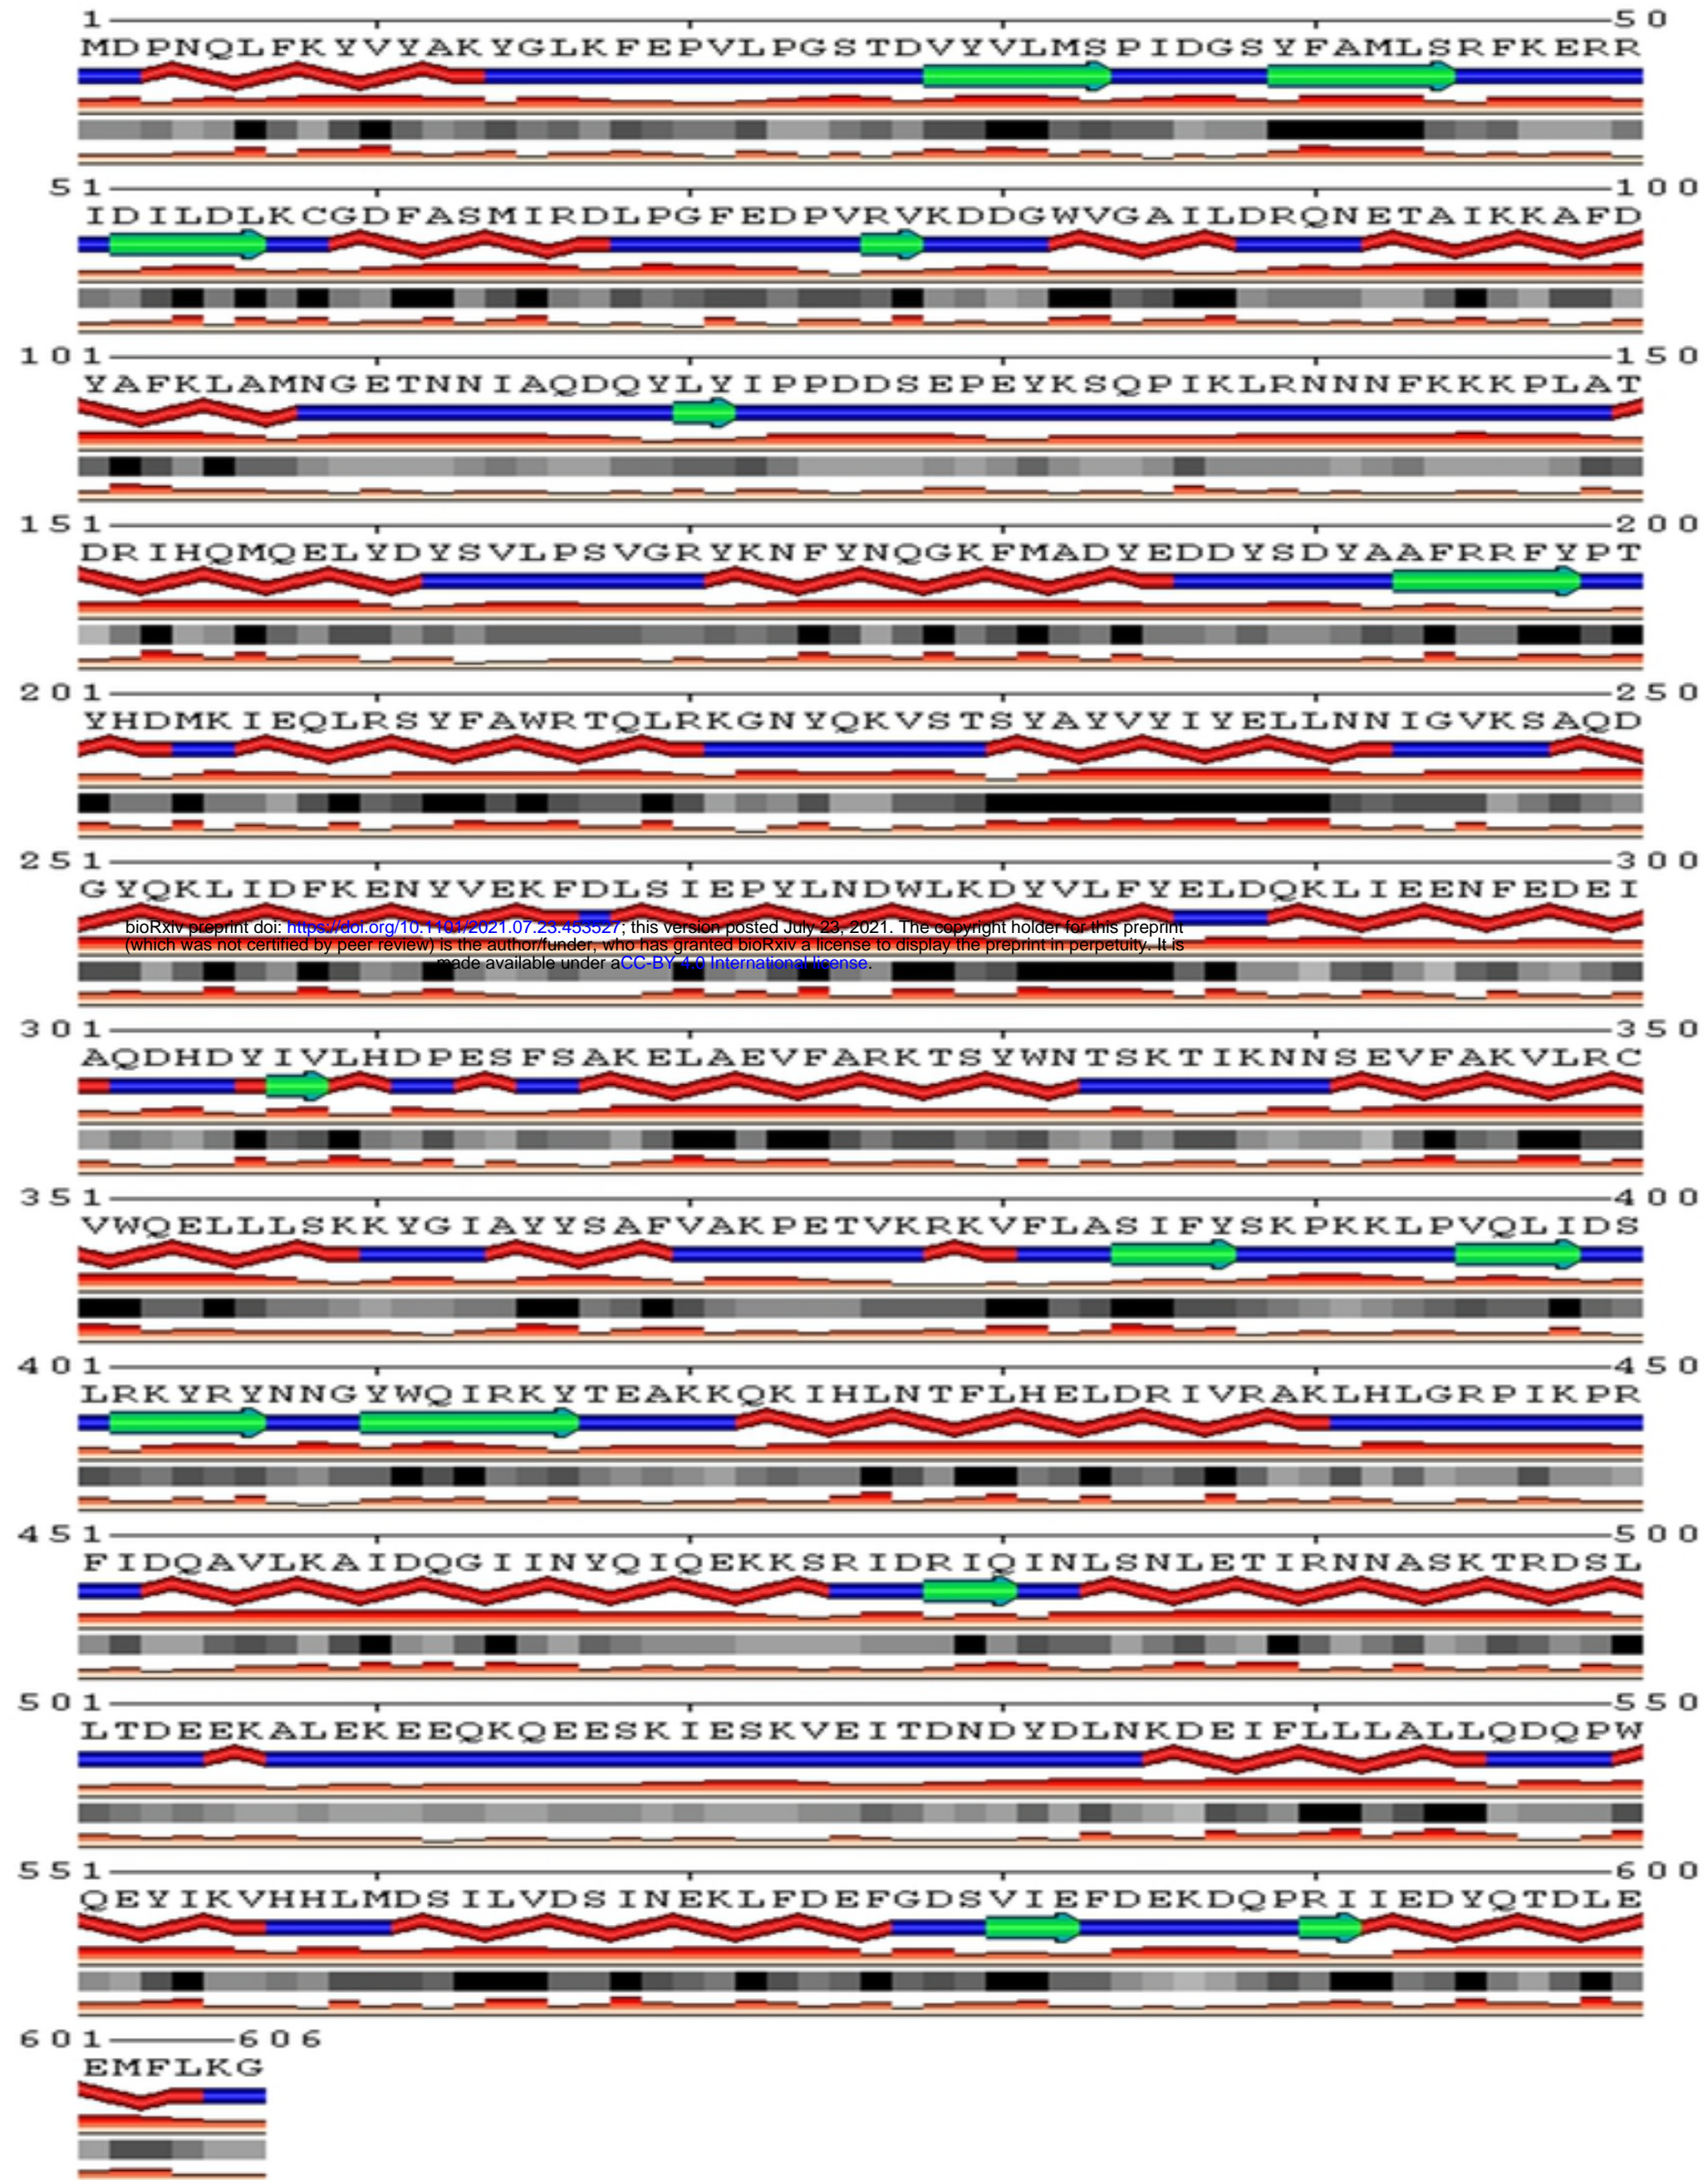 1 50
MDPNQLFKYVYAKYGLKFEPVLPGSTDVYVLMSPIDGSYFAMLSRFKERR
51 100
IDILDLKCGDFASMIRDLPGFEDPVRVKDDGWVGAILDRQNETAIKKAFD
101 150
YAFKLAMNGETNNIAQDQYLYIPPDDSEPEYKSQPIKLRNNNFKKKPLAT
151 200
DRIHQMQELYDYSVLPSVGRYKNFYNQGKFMADYEDDYSDYAAFRRFYPT
201 250
YHDMKIEQLRSYFAWRTQLRKGNYQKVSTSYAYVYIYELLNNIGVKSAQD
251 300
GYQKLIDFKENYVEKFDLSIEPYLNDWLKDYVLFYELDQKLIEENFEDEI
bioRxiv preprint doi: https://doi.org/10.1101/2021.07.23.453527; this version posted July 23, 2021. The copyright holder for this preprint
(which was not certified by peer review) is the author/funder, who has granted bioRxiv a license to display the preprint in perpetuity. It is
made available under aCC-BY 4.0 International license.
301 350
AQDHDYIVLHDPESFSAKELAEVFARKTSYWNTSKTIKNNSEVFAKVLRC
351 400
VWQELLLSKKYGIAYYSAFVAKPETVKRKVFLASIFYSKPKKLPVQLIDS
401 450
LRKYRYNNGYWQIRKYTEAKKQKIHLNTFLHELDRIVRAKLHLGRPIKPR
451 500
FIDQAVLKAIDQGIINYQIQEKKSRIDRIQINLSNLETIRNNASKTRDSL
501 550
LTDEEKALEKEEQKQEESKIESKVEITDNDYDLNKDEIFLLLALLQDQPW
551 600
QEYIKVHHLMDSILVDSINEKLFDEFGDSVIEFDEKDQPRIIEDYQTDLE
601 606
EMFLKG